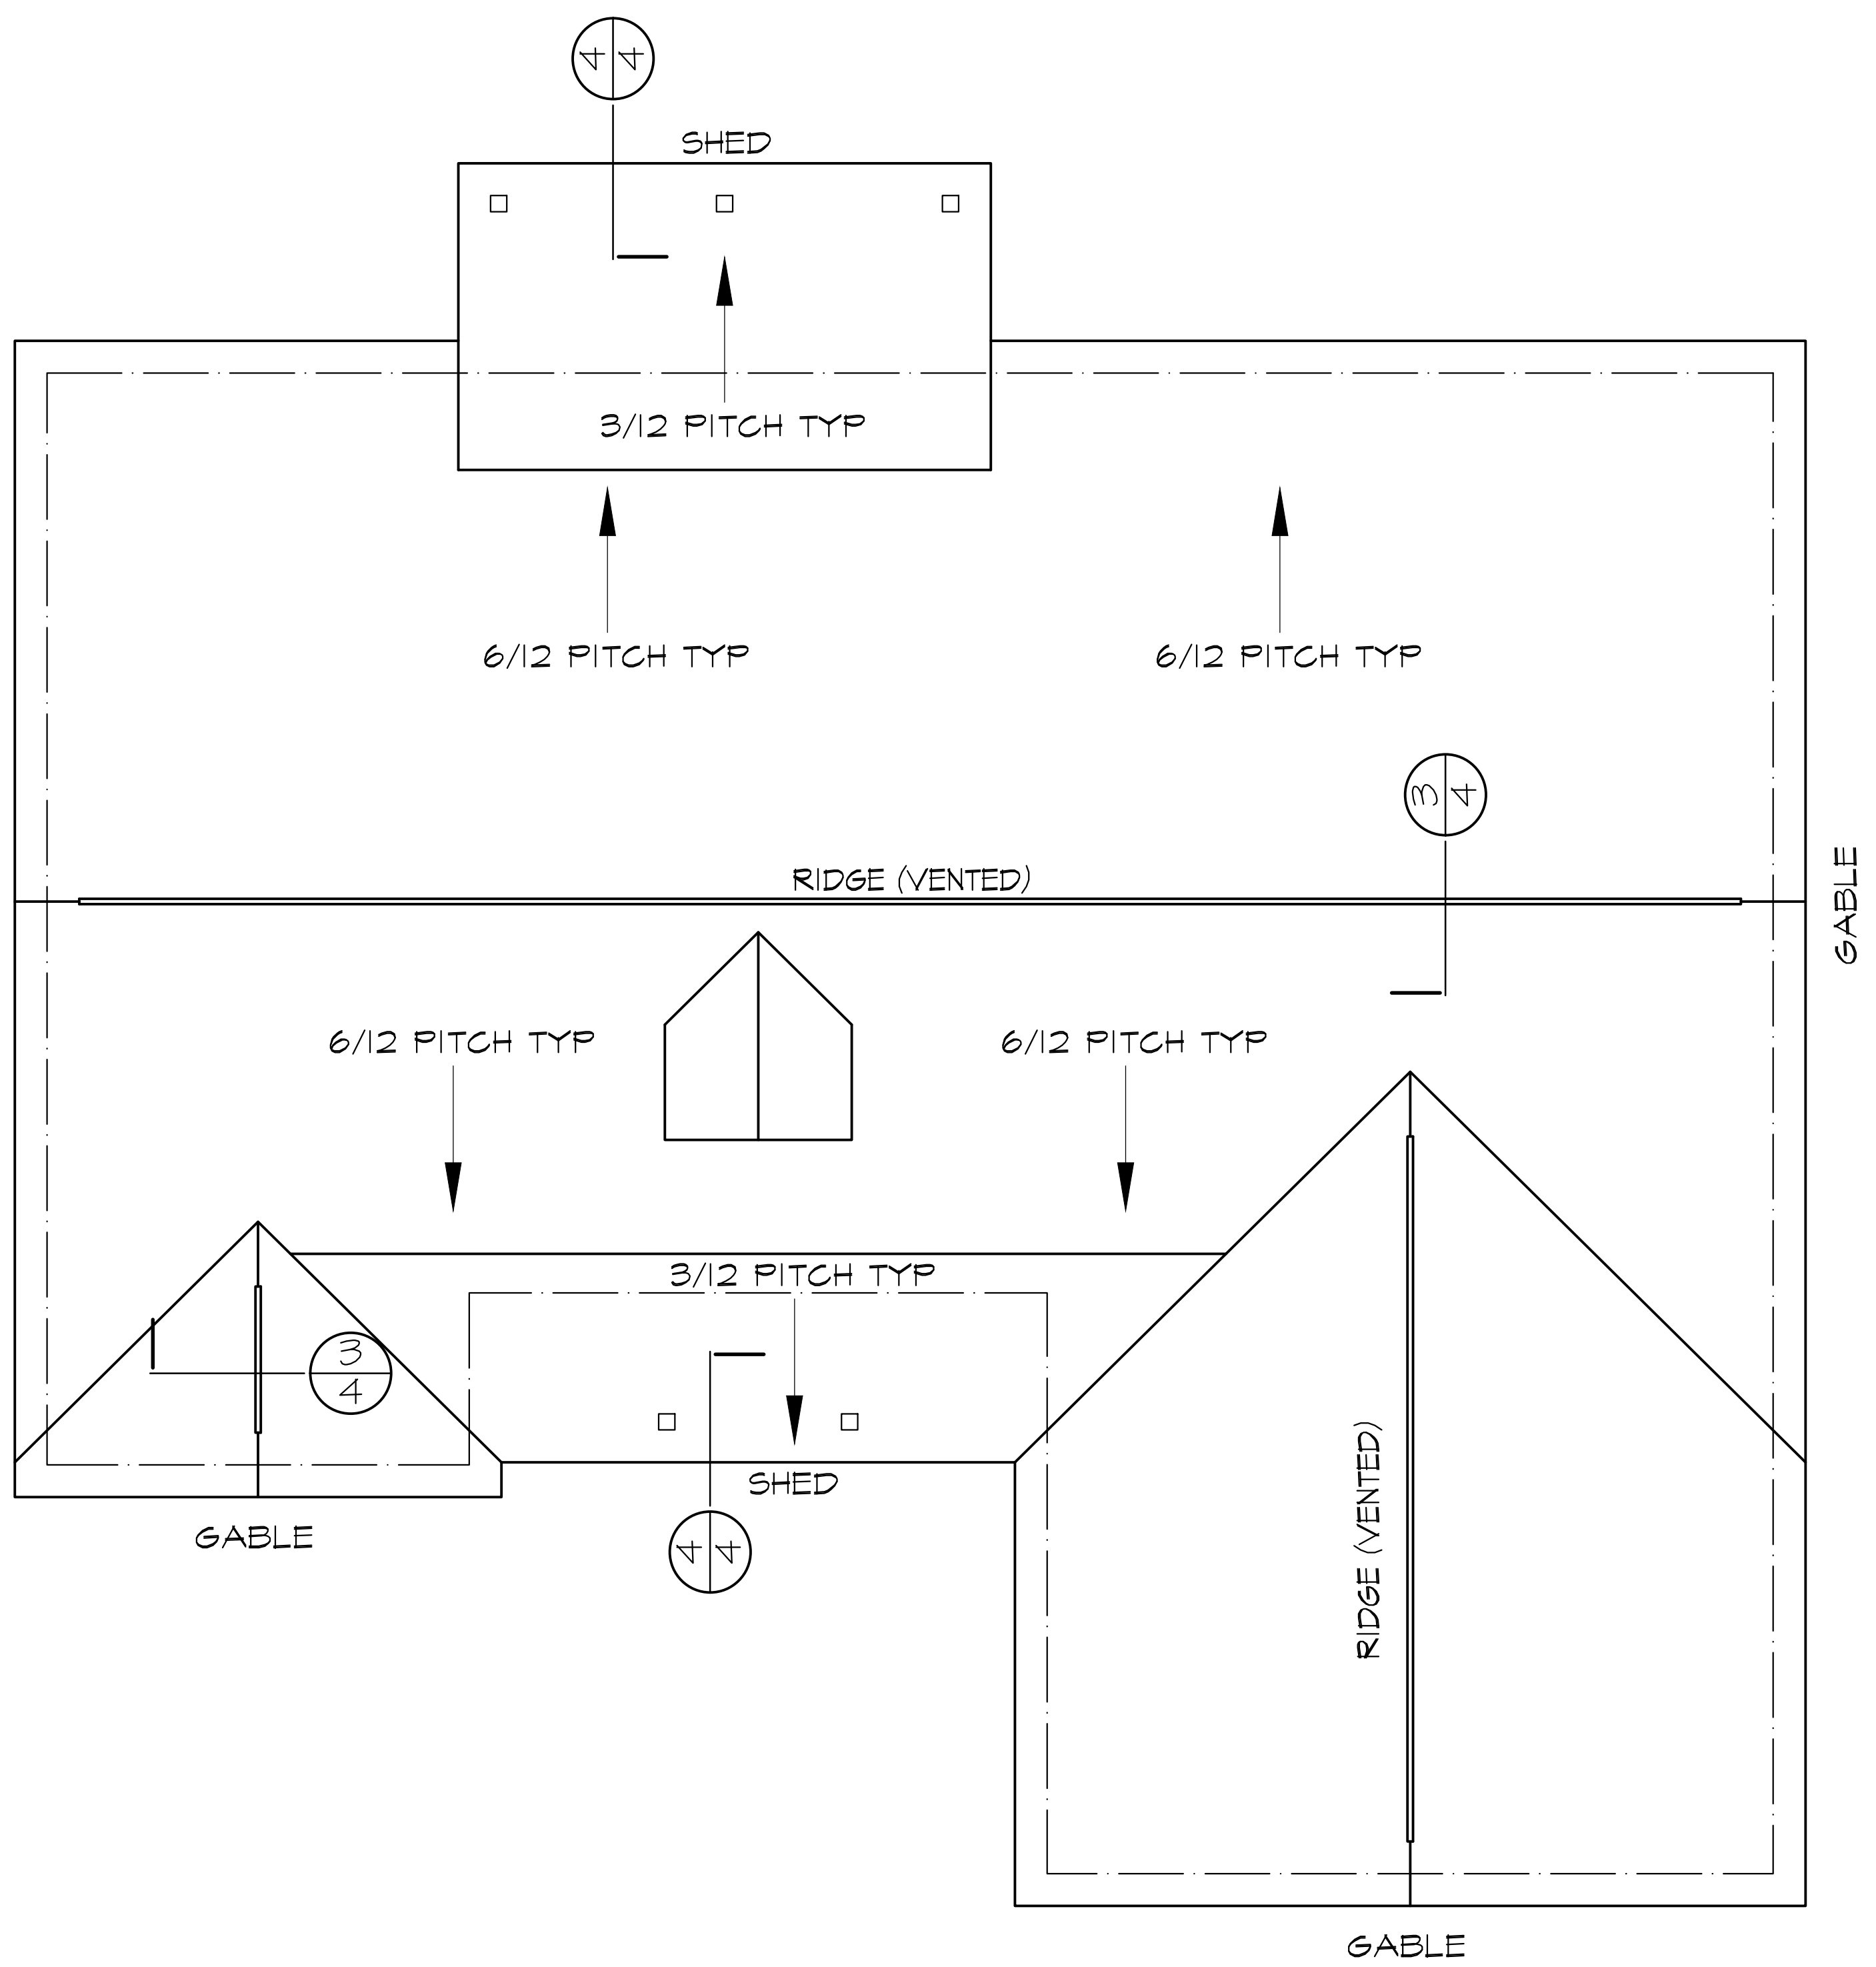 4 4
SHED
3/12 PITCH TYP
6/12 PITCH TYP
6/12 PITCH TYP
3 4
RIDGE (VENTED)
GABLE
6/12 PITCH TYP
6/12 PITCH TYP
3/12 PITCH TYP
3
4
SHED
4 4
GABLE
RIDGE (VENTED)
GABLE